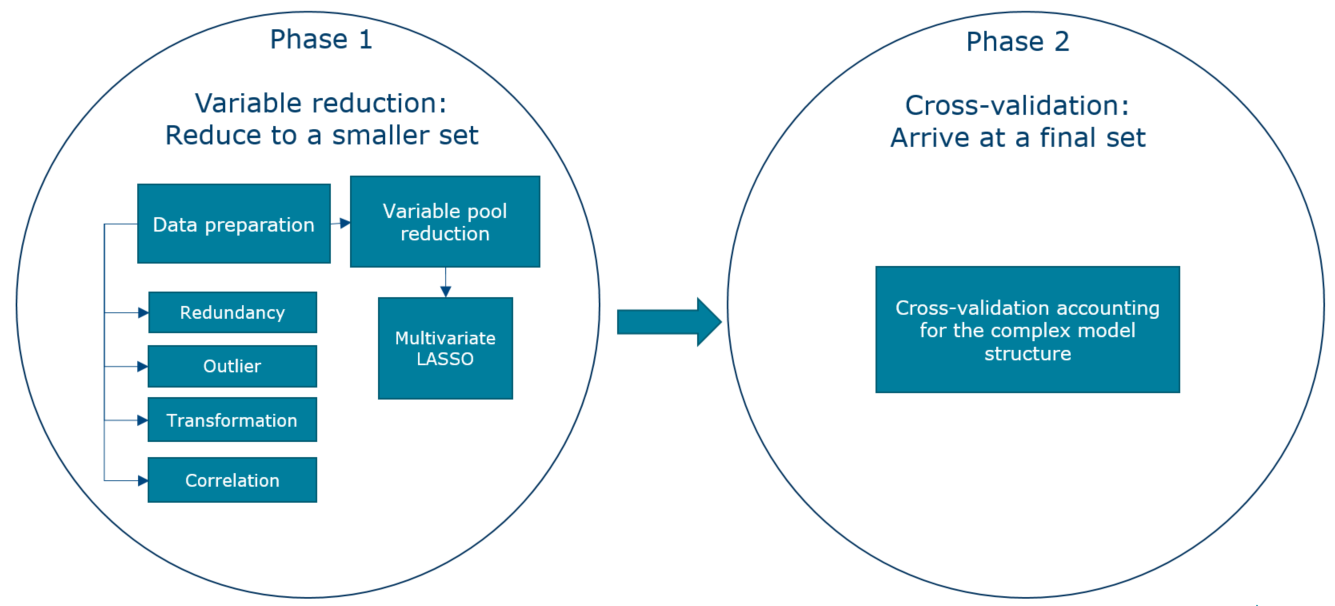 Phase 1
Variable reduction:
Reduce to a smaller set
Data preparation
Variable pool
reduction
Redundancy
Outlier
Transformation
Correlation
Multivariate
LASSO
Phase 2
Cross-validation:
Arrive at a final set
Cross-validation accounting
for the complex model
structure